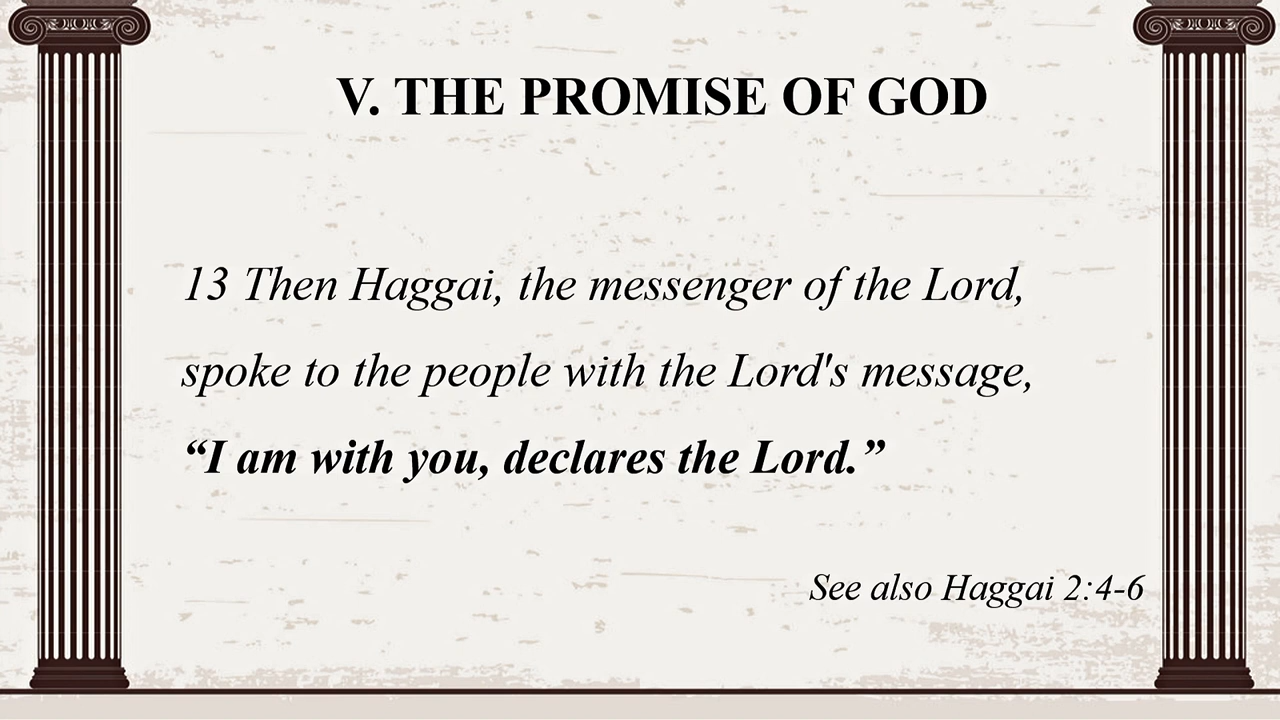 V. THE PROMISE OF GOD
13 Then Haggai, the messenger of the Lord,
spoke to the people with the Lord's message,
“I am with you, declares the Lord.”
See also Haggai 2:4-6